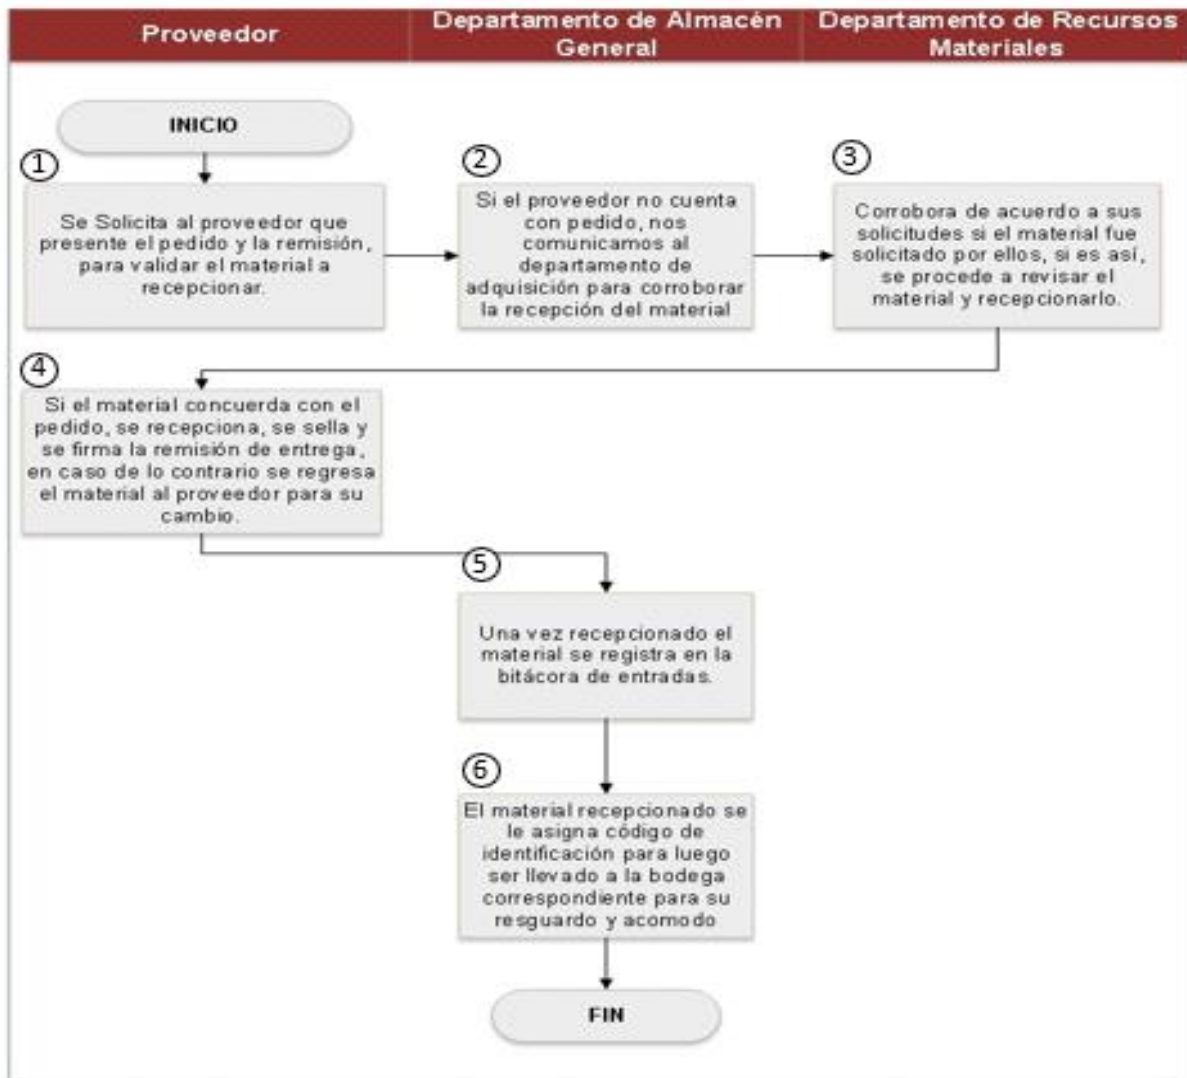 Proveedor
Departamento de Almacén
General
Departamento de Recursos
Materiales
INICIO
1
Se Solicita al proveedor que
presente el pedido y la remisión,
para validar el material a
recepcionar.
2
Si el proveedor no cuenta
con pedido, nos
comunicamos al
departamento de
adquisición para corroborar
la recepción del material
3
Corrobora de acuerdo a sus
solicitudes si el material fue
solicitado por ellos, si es así,
se procede a revisar el
material y recepcionarlo.
4
Si el material concuerda con el
pedido, se recepciona, se sella y
se firma la remisión de entrega,
en caso de lo contrario se regresa
el material al proveedor para su
cambio.
5
Una vez recepcionado el
material se registra en la
bitácora de entradas.
6
El material recepcionado se
le asigna código de
identificación para luego
ser llevado a la bodega
correspondiente para su
resguardo y acomodo
FIN